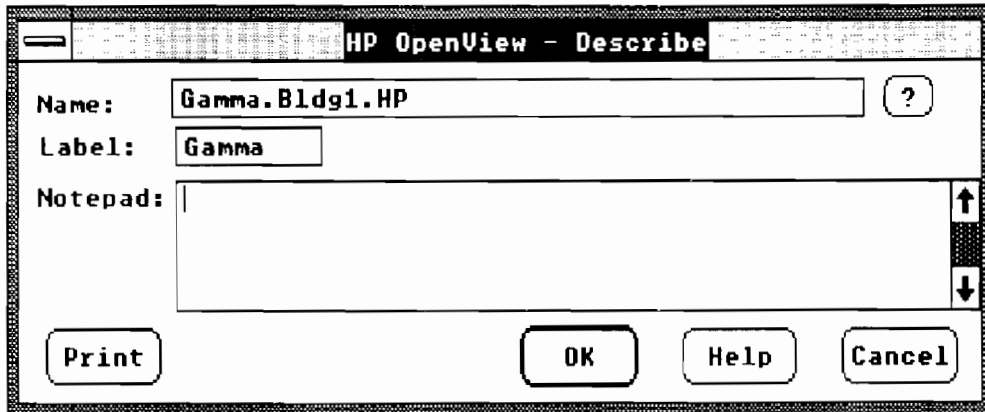 HP OpenView - Describe
Name: Gamma.Bldg1.HP ?
Label: Gamma
Notepad:
Print OK Help Cancel